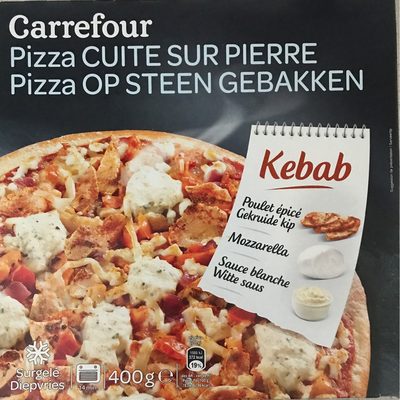 Carrefour
Pizza CUITE SUR PIERRE
Pizza OP STEEN GEBAKKEN
Kebab
Poulet épicé
Gekruide kip
Mozzarella
Sauce blanche
Witte saus
Surgelé
Diepvries
400g℮
19%